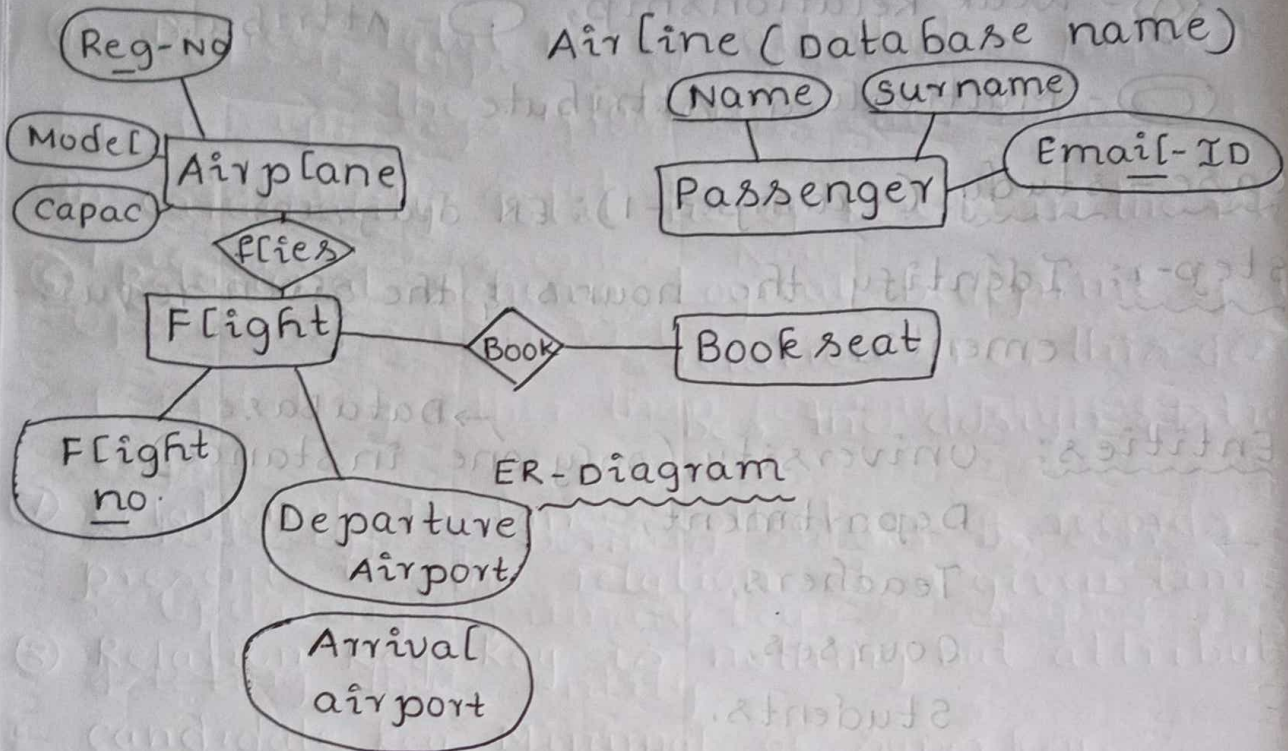 Airline (Database name)
Reg-No
Name
surname
Model
Airplane
Email-ID
Passenger
Capac
flies
Flight
Book
Book seat
Flight
no.
ER-Diagram
Departure
Airport
Arrival
airport